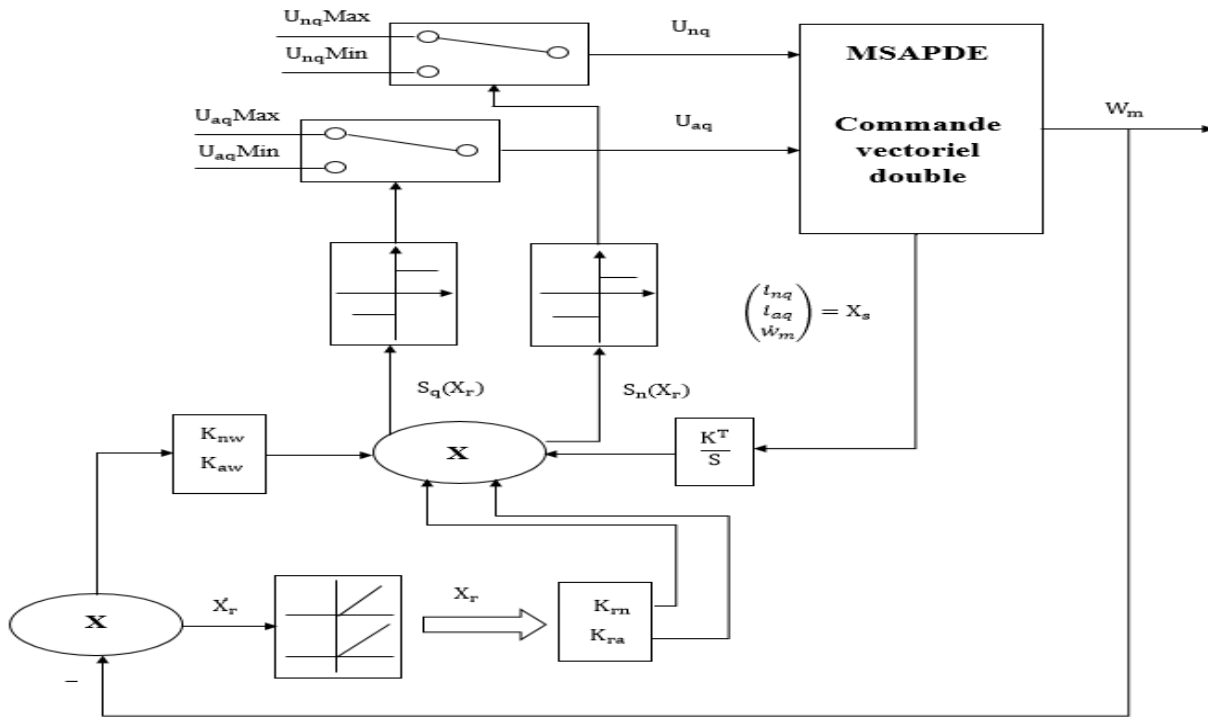 UnqMax
UnqMin
Unq
UaqMax
UaqMin
Uaq
MSAPDE
Commande
vectoriel
double
Wm
(inq
iaq
ẇm) = Xs
Sq(Xr)
Sn(Xr)
Knw
Kaw
X
K^T
S
X
Ẋr
Xr
Krn
Kra
−